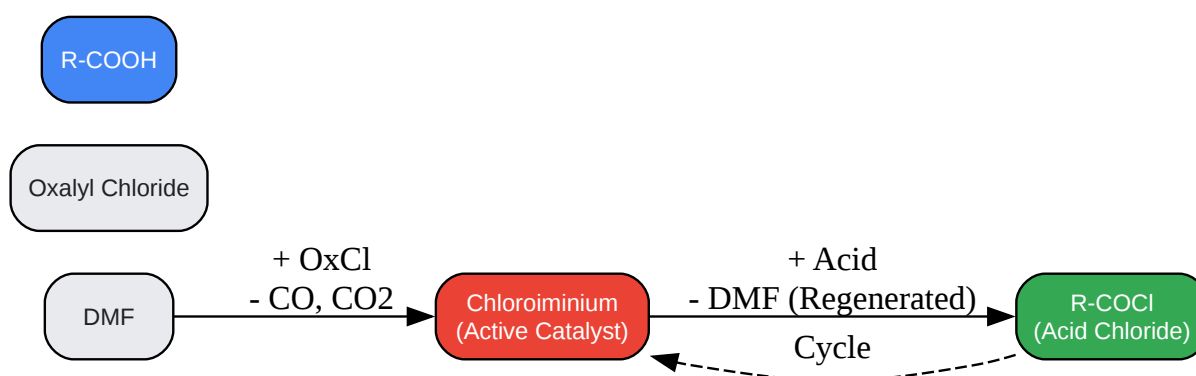 R-COOH
Oxalyl Chloride
DMF
+ OxCl
- CO, CO2
Chloroiminium
(Active Catalyst)
+ Acid
- DMF (Regenerated)
Cycle
R-COCl
(Acid Chloride)